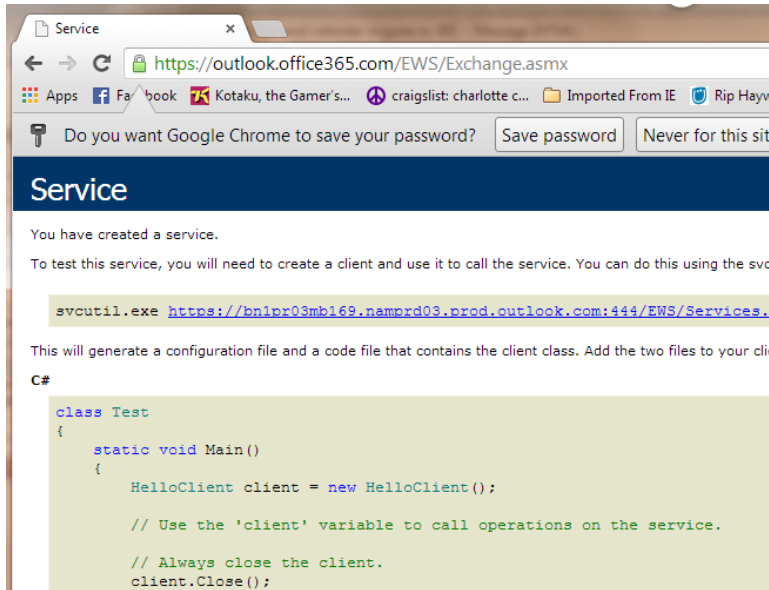 Service
https://outlook.office365.com/EWS/Exchange.asmx
Apps Fa book Kotaku, the Gamer's... craigslist: charlotte c... Imported From IE Rip Hayw
Do you want Google Chrome to save your password? Save password Never for this sit
Service
You have created a service.
To test this service, you will need to create a client and use it to call the service. You can do this using the svc
svcutil.exe https://bn1pr03mb169.namprd03.prod.outlook.com:444/EWS/Services.
This will generate a configuration file and a code file that contains the client class. Add the two files to your cli
C#
class Test
{
static void Main()
{
HelloClient client = new HelloClient();
// Use the 'client' variable to call operations on the service.
// Always close the client.
client.Close();